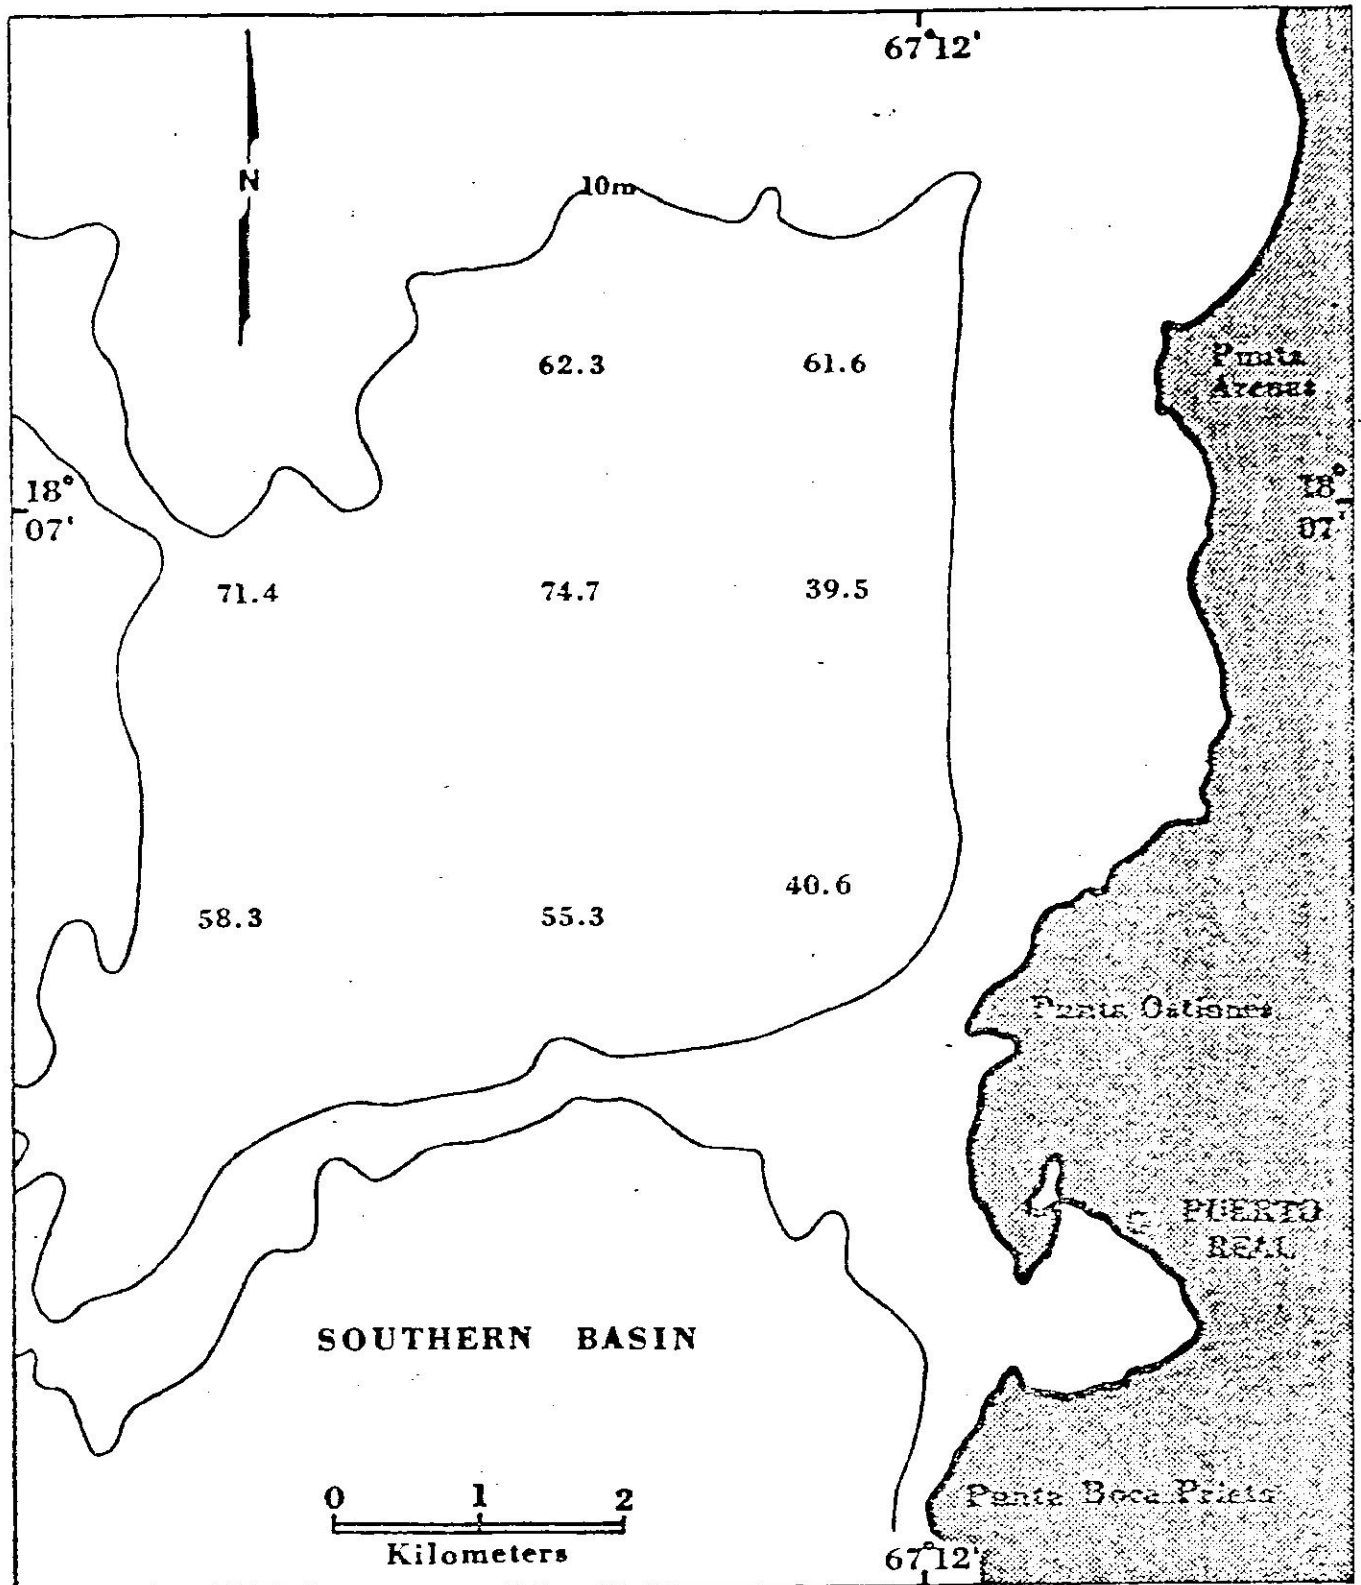 67°12'
N
10m
62.3 61.6
Punta
Arenas
18°
07'
18°
07'
71.4 74.7 39.5
40.6
58.3 55.3
Punta Ostiones
PUERTO
REAL
SOUTHERN BASIN
0 1 2
Kilometers
Punta Boca Prieta
67°12'